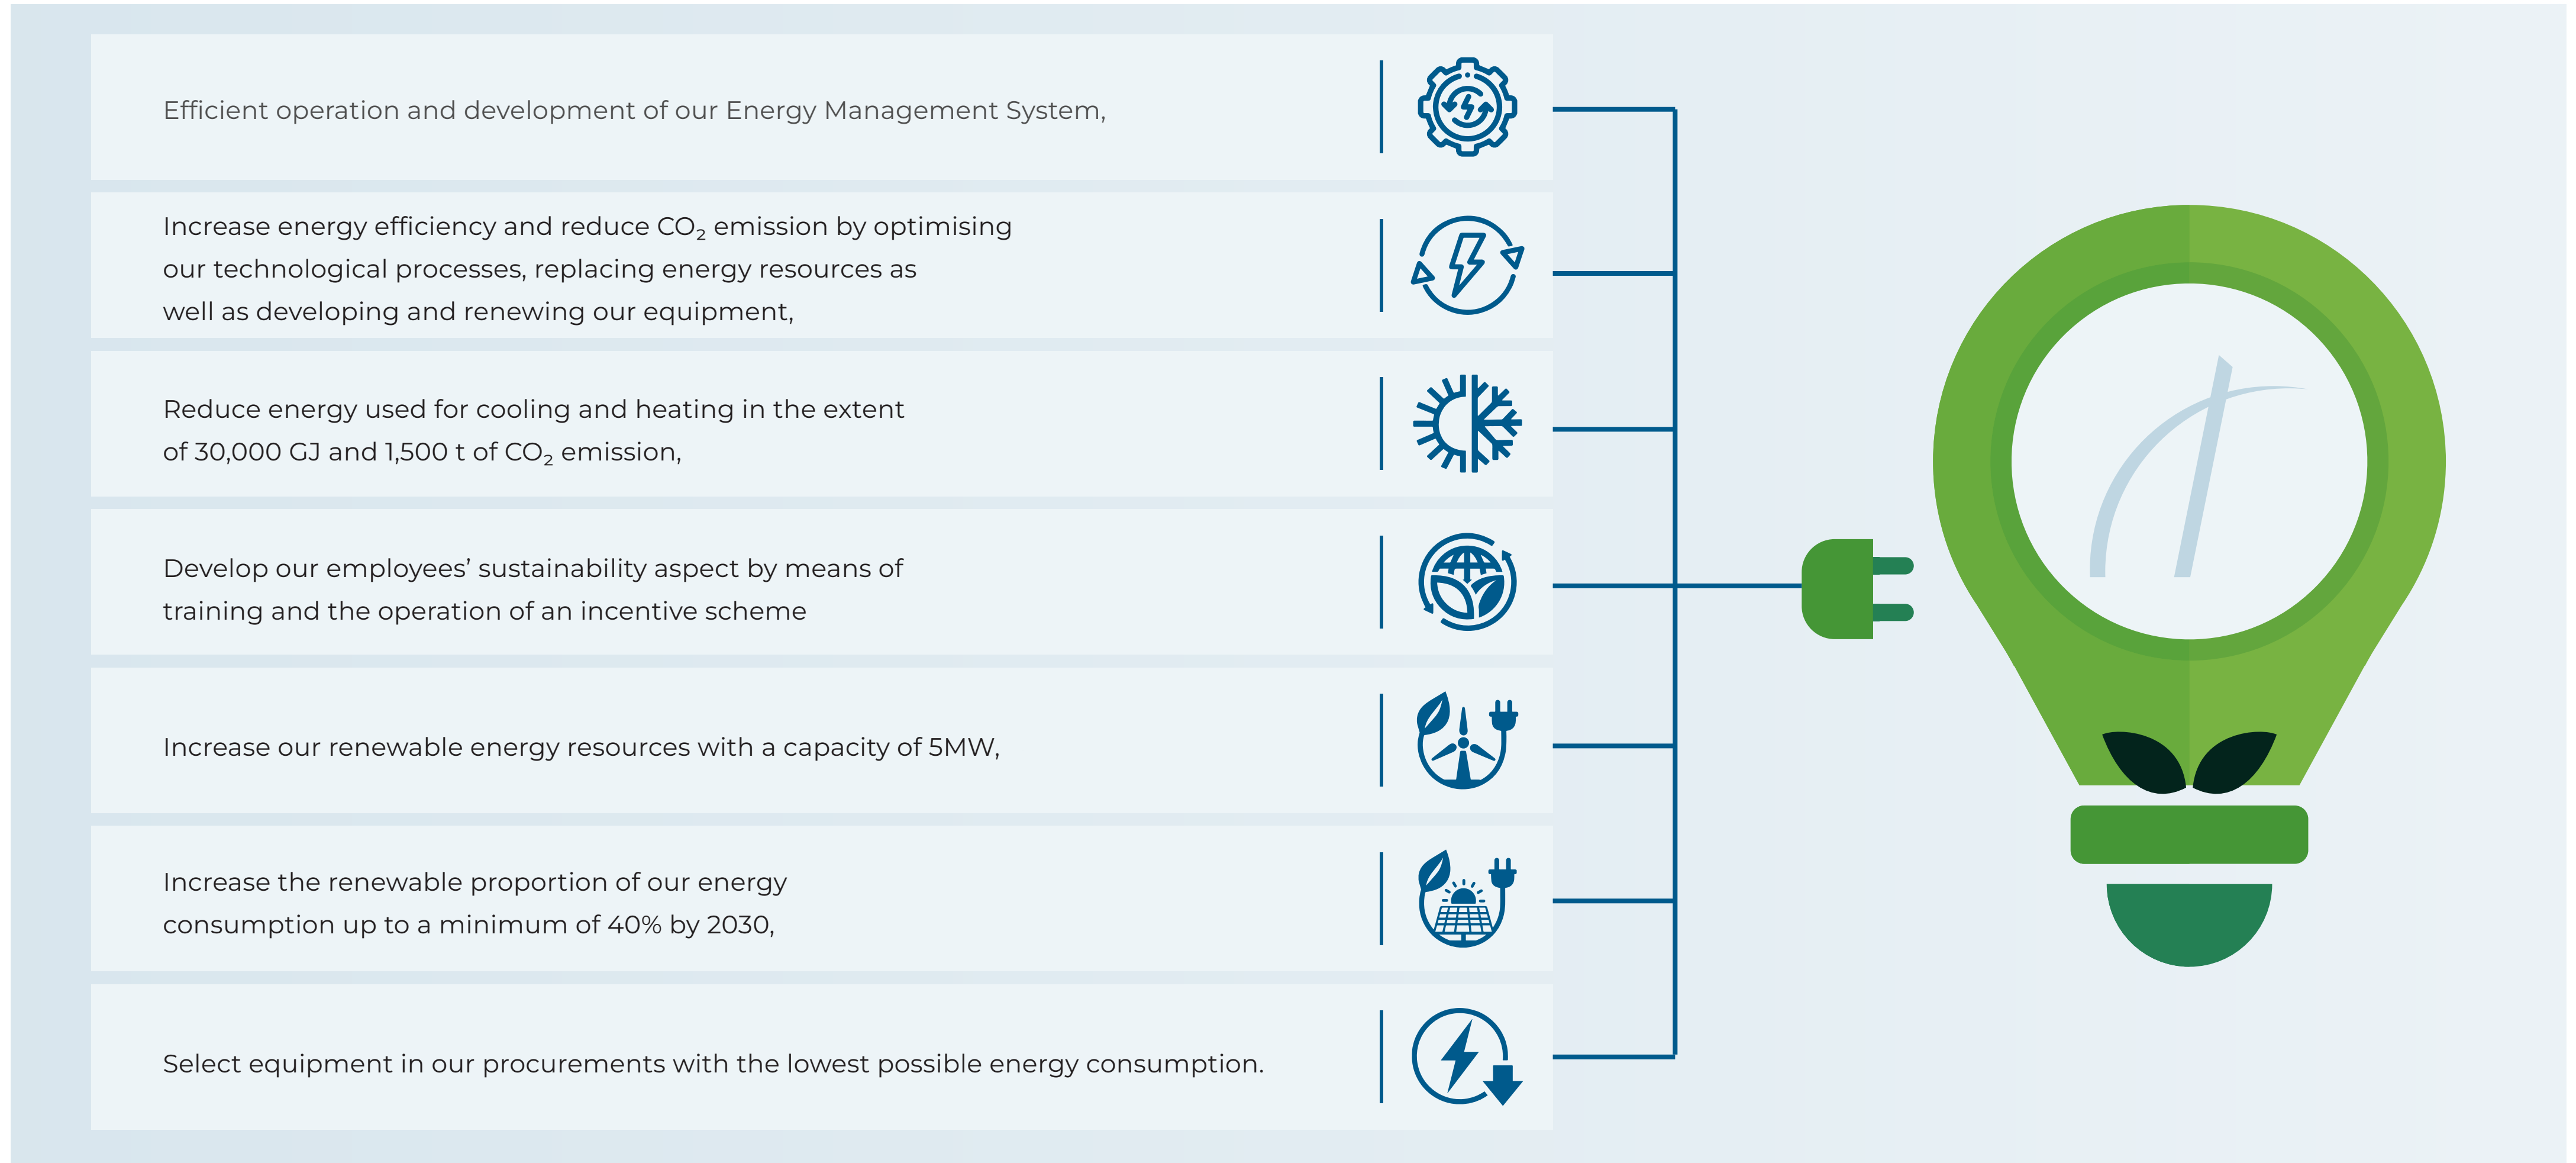 Efficient operation and development of our Energy Management System,
Increase energy efficiency and reduce CO₂ emission by optimising
our technological processes, replacing energy resources as
well as developing and renewing our equipment,
Reduce energy used for cooling and heating in the extent
of 30,000 GJ and 1,500 t of CO₂ emission,
Develop our employees’ sustainability aspect by means of
training and the operation of an incentive scheme
Increase our renewable energy resources with a capacity of 5MW,
Increase the renewable proportion of our energy
consumption up to a minimum of 40% by 2030,
Select equipment in our procurements with the lowest possible energy consumption.